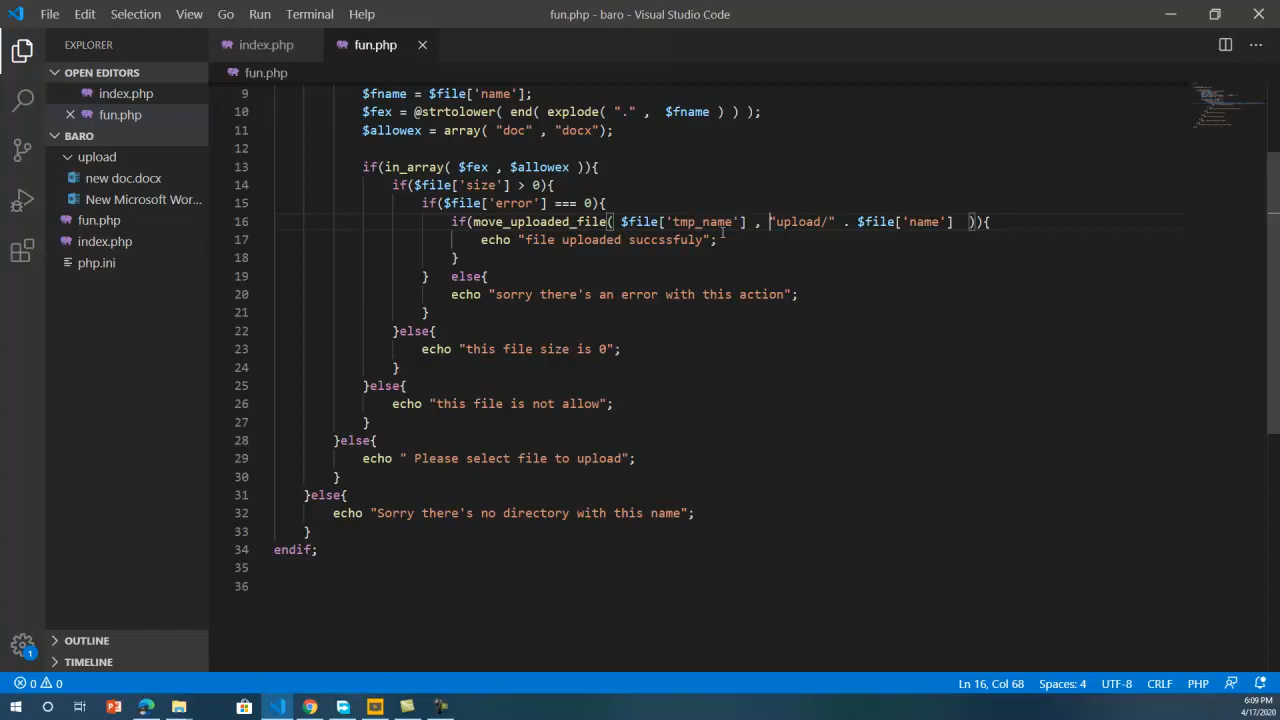 File Edit Selection View Go Run Terminal Help fun.php - baro - Visual Studio Code
EXPLORER
OPEN EDITORS
index.php
fun.php
BARO
upload
new doc.docx
New Microsoft Wor...
fun.php
index.php
php.ini
OUTLINE
TIMELINE
index.php fun.php
fun.php
9 $fname = $file['name'];
10 $fex = @strtolower( end( explode( "." , $fname ) ) );
11 $allowex = array( "doc" , "docx");
12
13 if(in_array( $fex , $allowex )){
14 if($file['size'] > 0){
15 if($file['error'] === 0){
16 if(move_uploaded_file( $file['tmp_name'] , "upload/" . $file['name'] )){
17 echo "file uploaded succssfuly";
18 }
19 } else{
20 echo "sorry there's an error with this action";
21 }
22 }else{
23 echo "this file size is 0";
24 }
25 }else{
26 echo "this file is not allow";
27 }
28 }else{
29 echo " Please select file to upload";
30 }
31 }else{
32 echo "Sorry there's no directory with this name";
33 }
34 endif;
35
36
1
0 0 Ln 16, Col 68 Spaces: 4 UTF-8 CRLF PHP
6:09 PM
4/17/2020